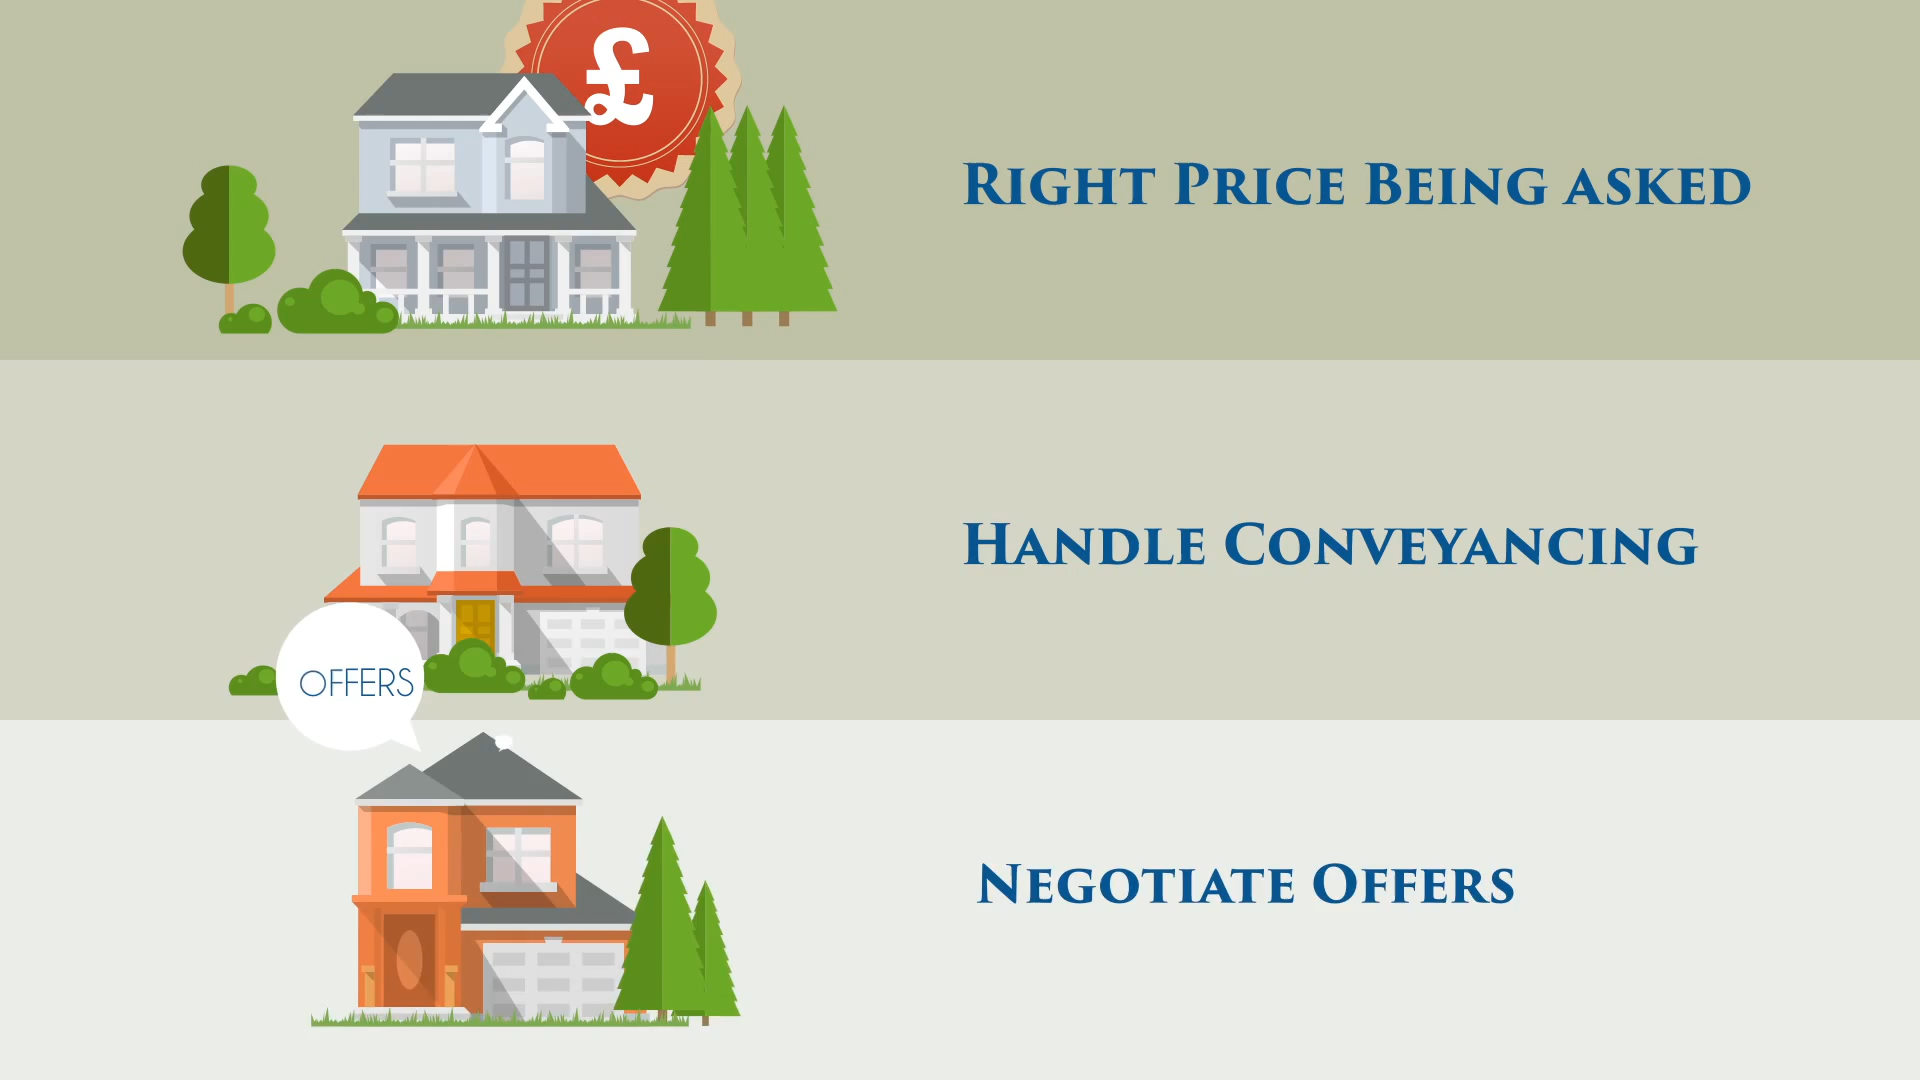 £
Right Price Being asked
Handle Conveyancing
OFFERS
Negotiate Offers